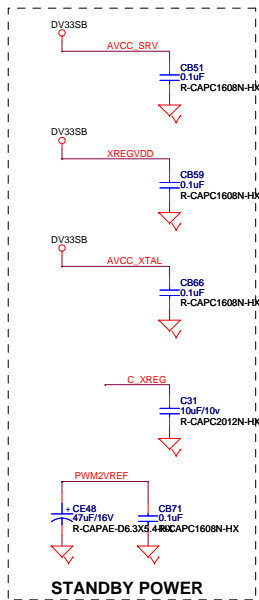 DV33SB
AVCC_SRV
CB51
0.1uF
R-CAPC1608N-HX
DV33SB
XREGVDD
CB59
0.1uF
R-CAPC1608N-HX
DV33SB
AVCC_XTAL
CB66
0.1uF
R-CAPC1608N-HX
C_XREG
C31
10uF/10v
R-CAPC2012N-HX
PWM2VREF
+ CE48
47uF/16V
R-CAPAE-D6.3X5.4-HX
CB71
0.1uF
R-CAPC1608N-HX
STANDBY POWER